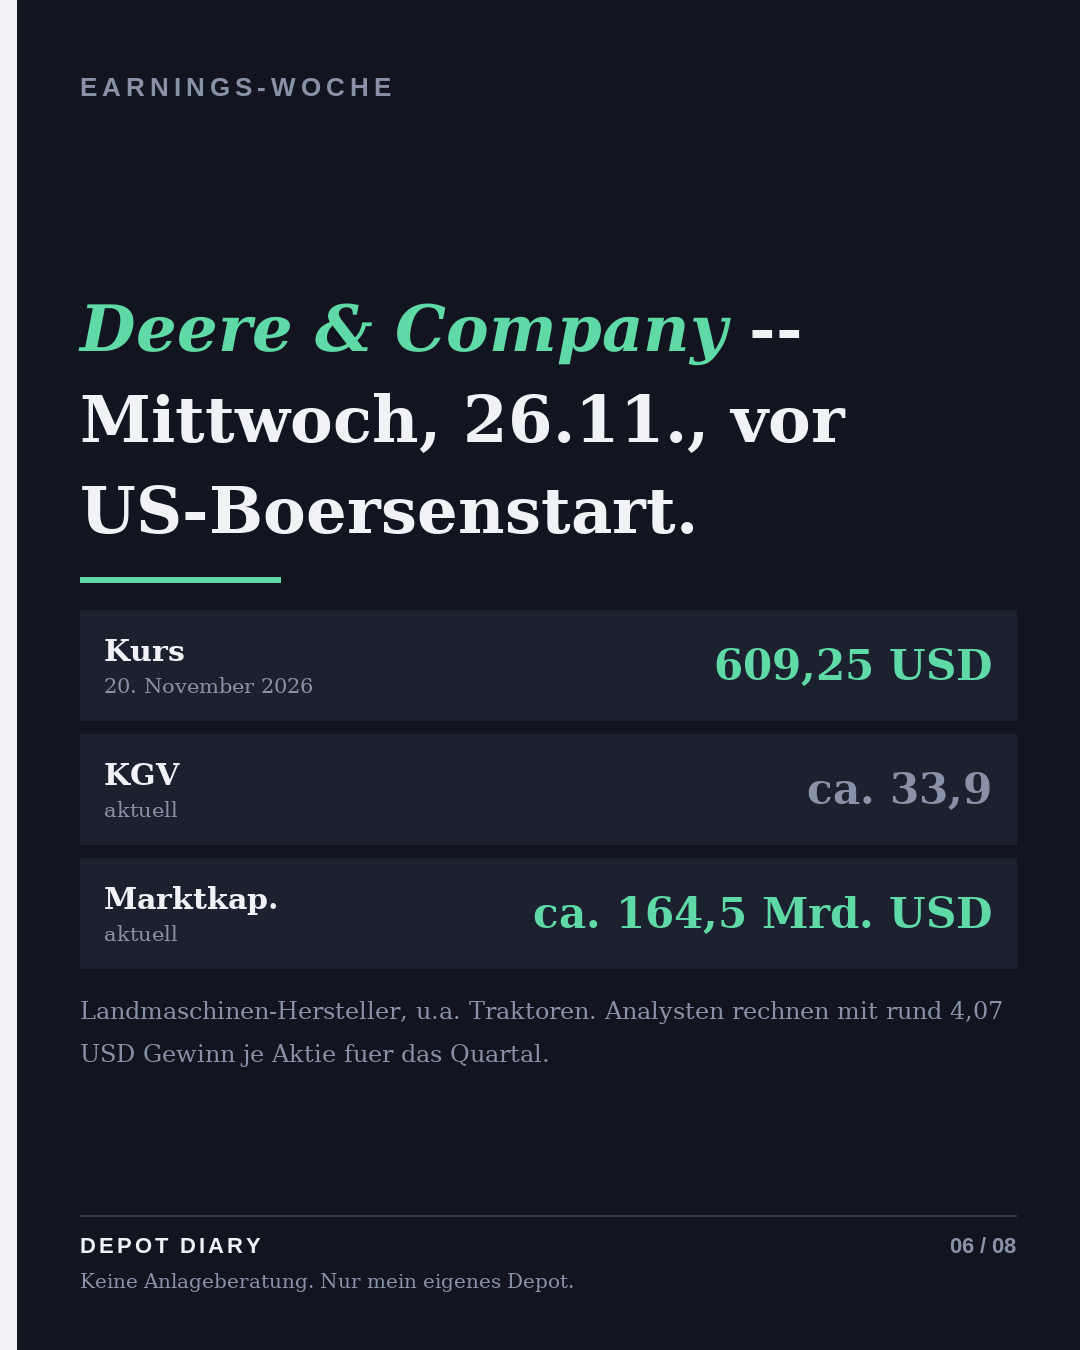 EARNINGS-WOCHE
Deere & Company --
Mittwoch, 26.11., vor
US-Boersenstart.
Kurs
609,25 USD
20. November 2026
KGV
ca. 33,9
aktuell
Marktkap.
ca. 164,5 Mrd. USD
aktuell
Landmaschinen-Hersteller, u.a. Traktoren. Analysten rechnen mit rund 4,07
USD Gewinn je Aktie fuer das Quartal.
DEPOT DIARY
06 / 08
Keine Anlageberatung. Nur mein eigenes Depot.